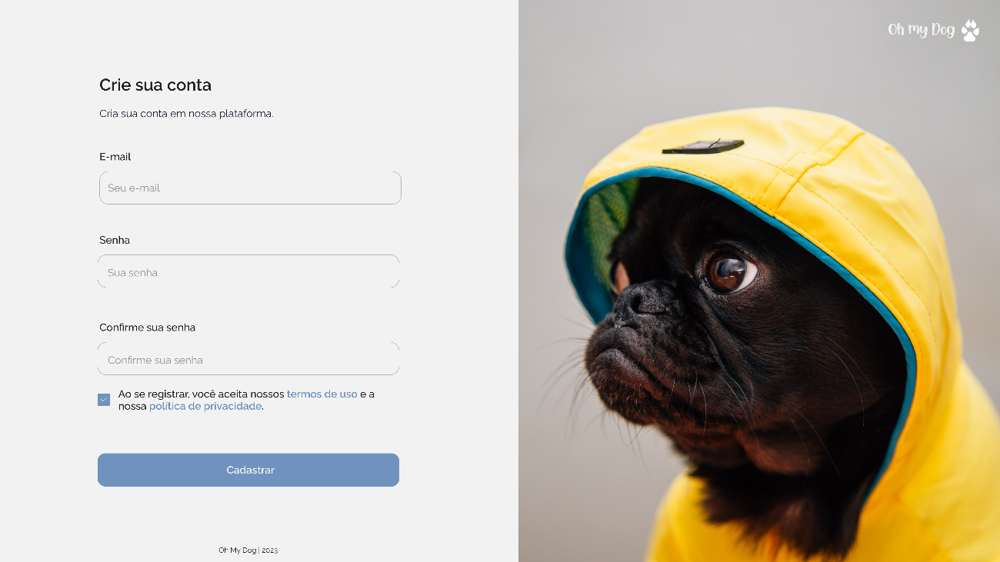 Oh my Dog
Crie sua conta
Cria sua conta em nossa plataforma.
E-mail
Seu e-mail
Senha
Sua senha
Confirme sua senha
Confirme sua senha
Ao se registrar, você aceita nossos termos de uso e a
nossa política de privacidade.
Cadastrar
Oh My Dog | 2023